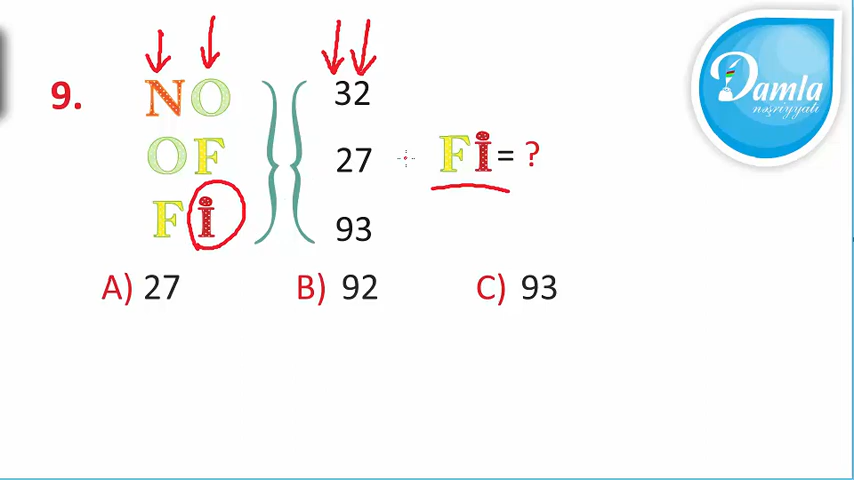 9.
NO 32
OF 27 Fi = ?
Fi 93
A) 27 B) 92 C) 93
Damla
nəşriyyatı